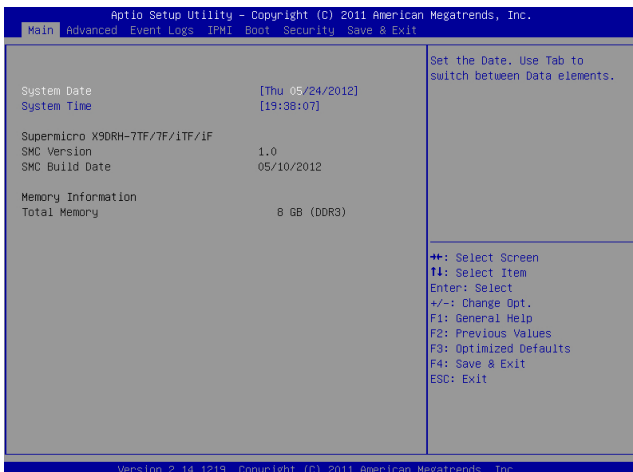 Aptio Setup Utility – Copyright (C) 2011 American Megatrends, Inc.
Main Advanced Event Logs IPMI Boot Security Save & Exit
Set the Date. Use Tab to
switch between Data elements.
System Date [Thu 05/24/2012]
System Time [19:38:07]
Supermicro X9DRH-7TF/7F/iTF/iF
SMC Version 1.0
SMC Build Date 05/10/2012
Memory Information
Total Memory 8 GB (DDR3)
→←: Select Screen
↑↓: Select Item
Enter: Select
+/-: Change Opt.
F1: General Help
F2: Previous Values
F3: Optimized Defaults
F4: Save & Exit
ESC: Exit
Version 2.14.1219. Copyright (C) 2011 American Megatrends, Inc.